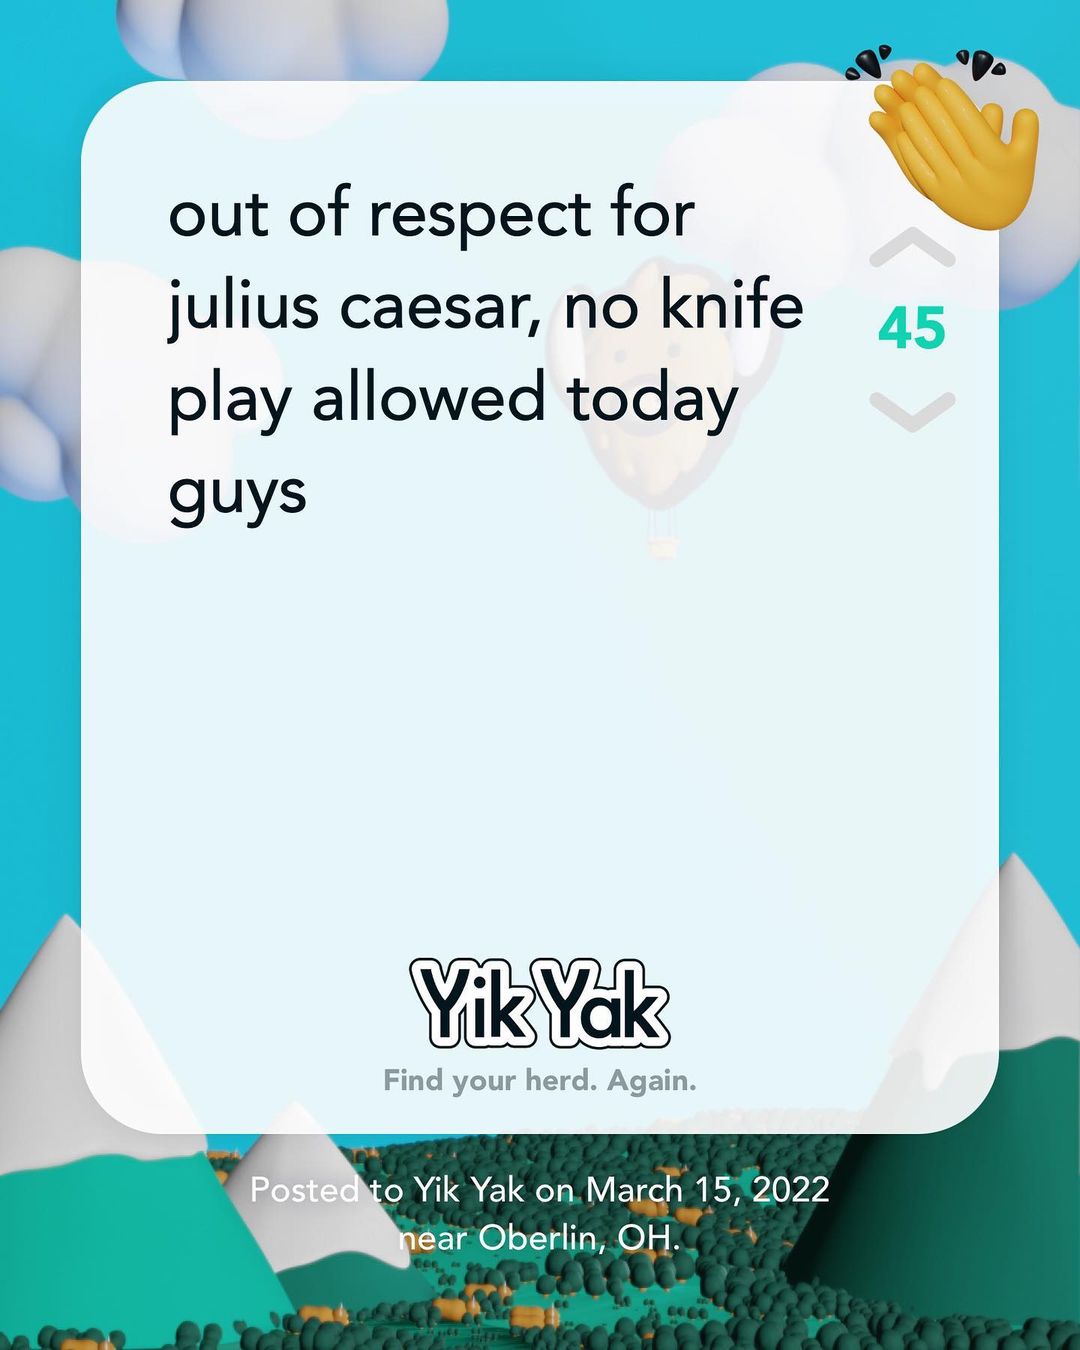 out of respect for
julius caesar, no knife
play allowed today
guys
45
Yik Yak
Find your herd. Again.
Posted to Yik Yak on March 15, 2022
near Oberlin, OH.